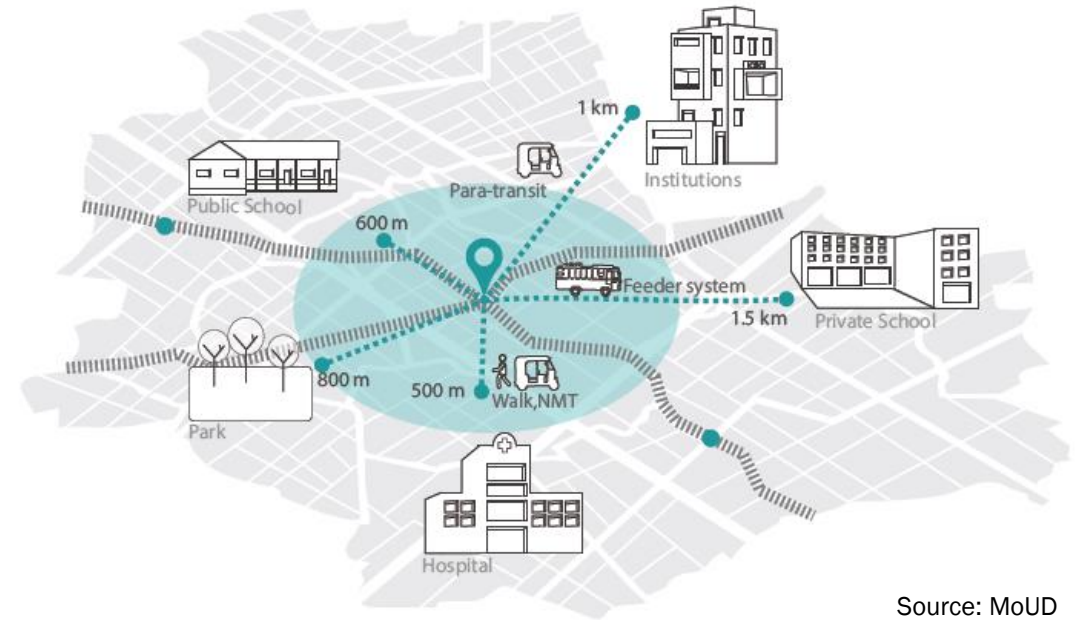 1 km
Institutions
Para-transit
Public School
600 m
Feeder system
1.5 km
Private School
800 m
500 m
Walk,NMT
Park
Hospital
Source: MoUD